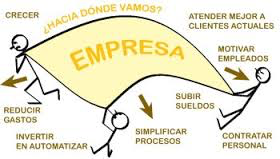 CRECER
¿HACIA DÓNDE VAMOS?
ATENDER MEJOR A
CLIENTES ACTUALES
EMPRESA
MOTIVAR
EMPLEADOS
REDUCIR
GASTOS
SUBIR
SUELDOS
INVERTIR
EN AUTOMATIZAR
SIMPLIFICAR
PROCESOS
CONTRATAR
PERSONAL